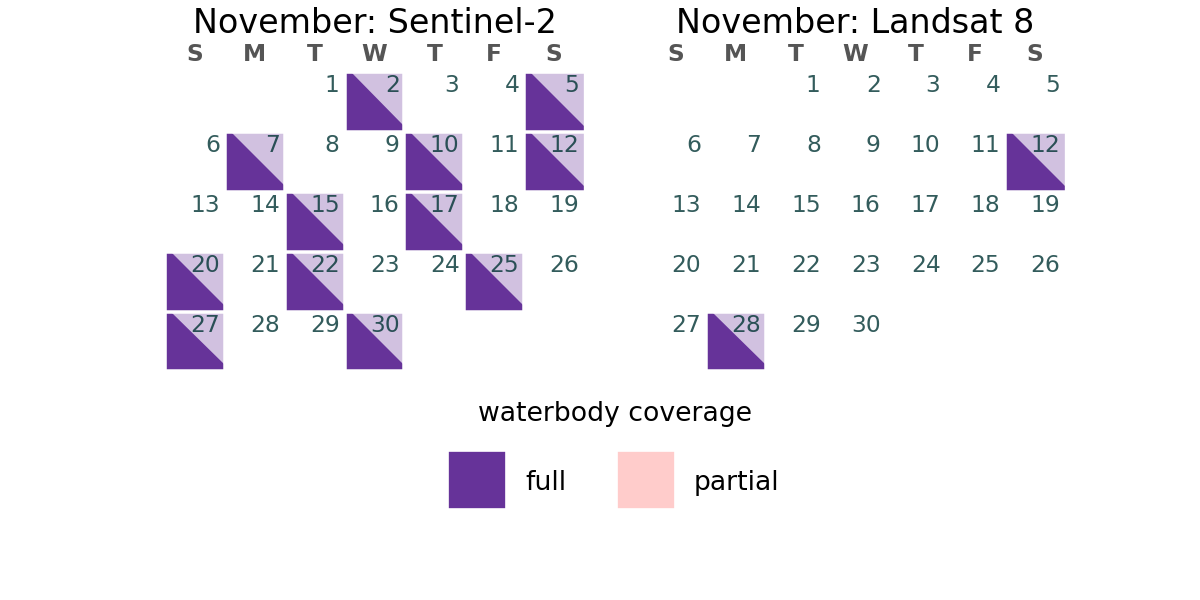 November: Sentinel-2
S M T W T F S
1 2 3 4 5
6 7 8 9 10 11 12
13 14 15 16 17 18 19
20 21 22 23 24 25 26
27 28 29 30
November: Landsat 8
S M T W T F S
1 2 3 4 5
6 7 8 9 10 11 12
13 14 15 16 17 18 19
20 21 22 23 24 25 26
27 28 29 30
waterbody coverage
full partial